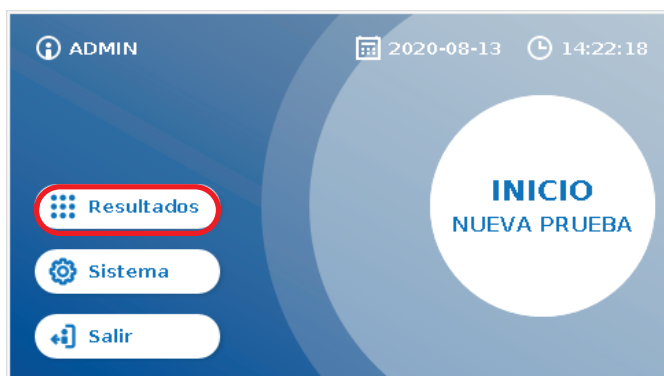 ADMIN 2020-08-13 14:22:18
INICIO
NUEVA PRUEBA
Resultados
Sistema
Salir